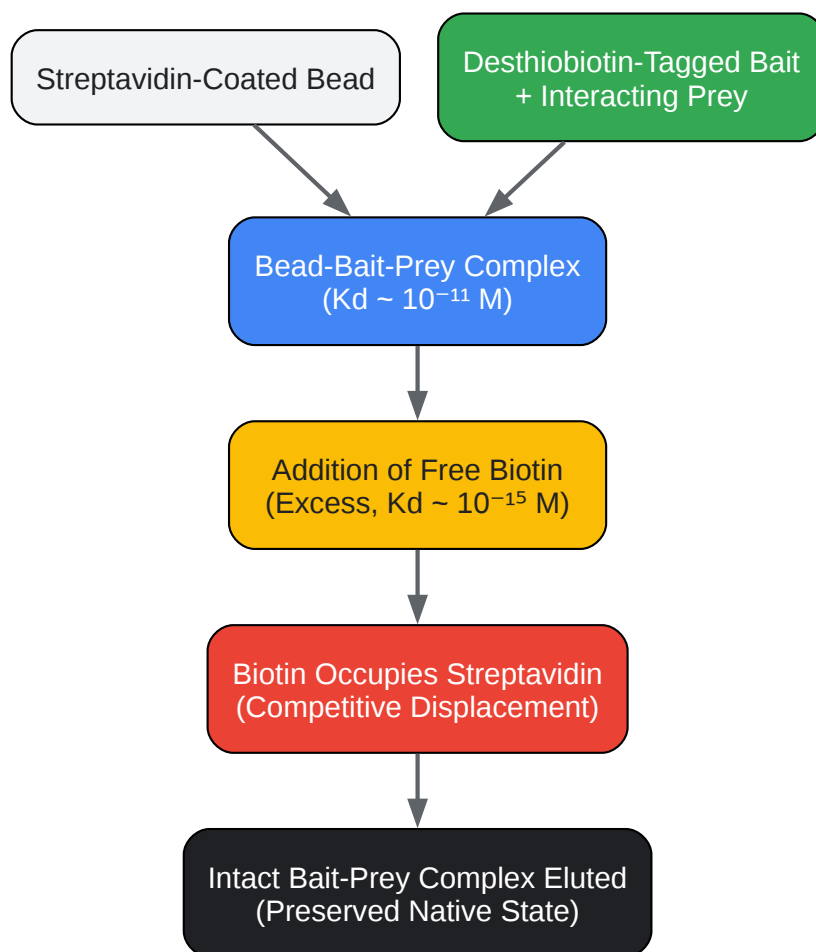 Streptavidin-Coated Bead
Desthiobiotin-Tagged Bait
+ Interacting Prey
Bead-Bait-Prey Complex
(Kd ~ 10⁻¹¹ M)
Addition of Free Biotin
(Excess, Kd ~ 10⁻¹⁵ M)
Biotin Occupies Streptavidin
(Competitive Displacement)
Intact Bait-Prey Complex Eluted
(Preserved Native State)